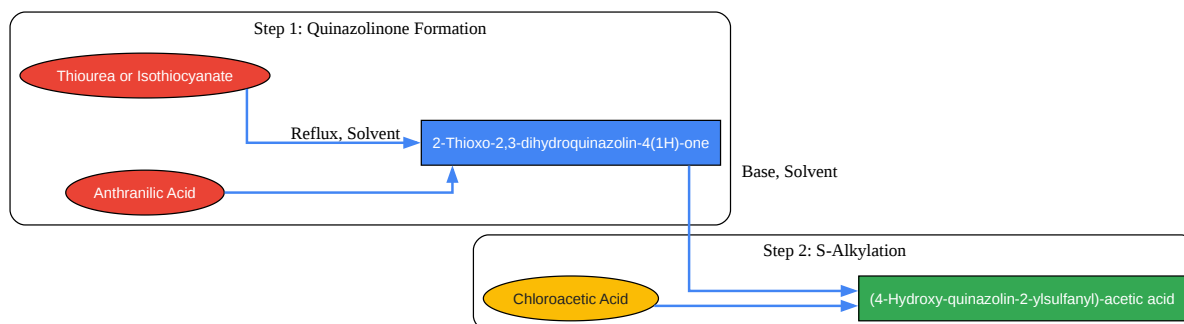 Step 1: Quinazolinone Formation
Thiourea or Isothiocyanate
Reflux, Solvent
2-Thioxo-2,3-dihydroquinazolin-4(1H)-one
Anthranilic Acid
Base, Solvent
Step 2: S-Alkylation
Chloroacetic Acid
(4-Hydroxy-quinazolin-2-ylsulfanyl)-acetic acid